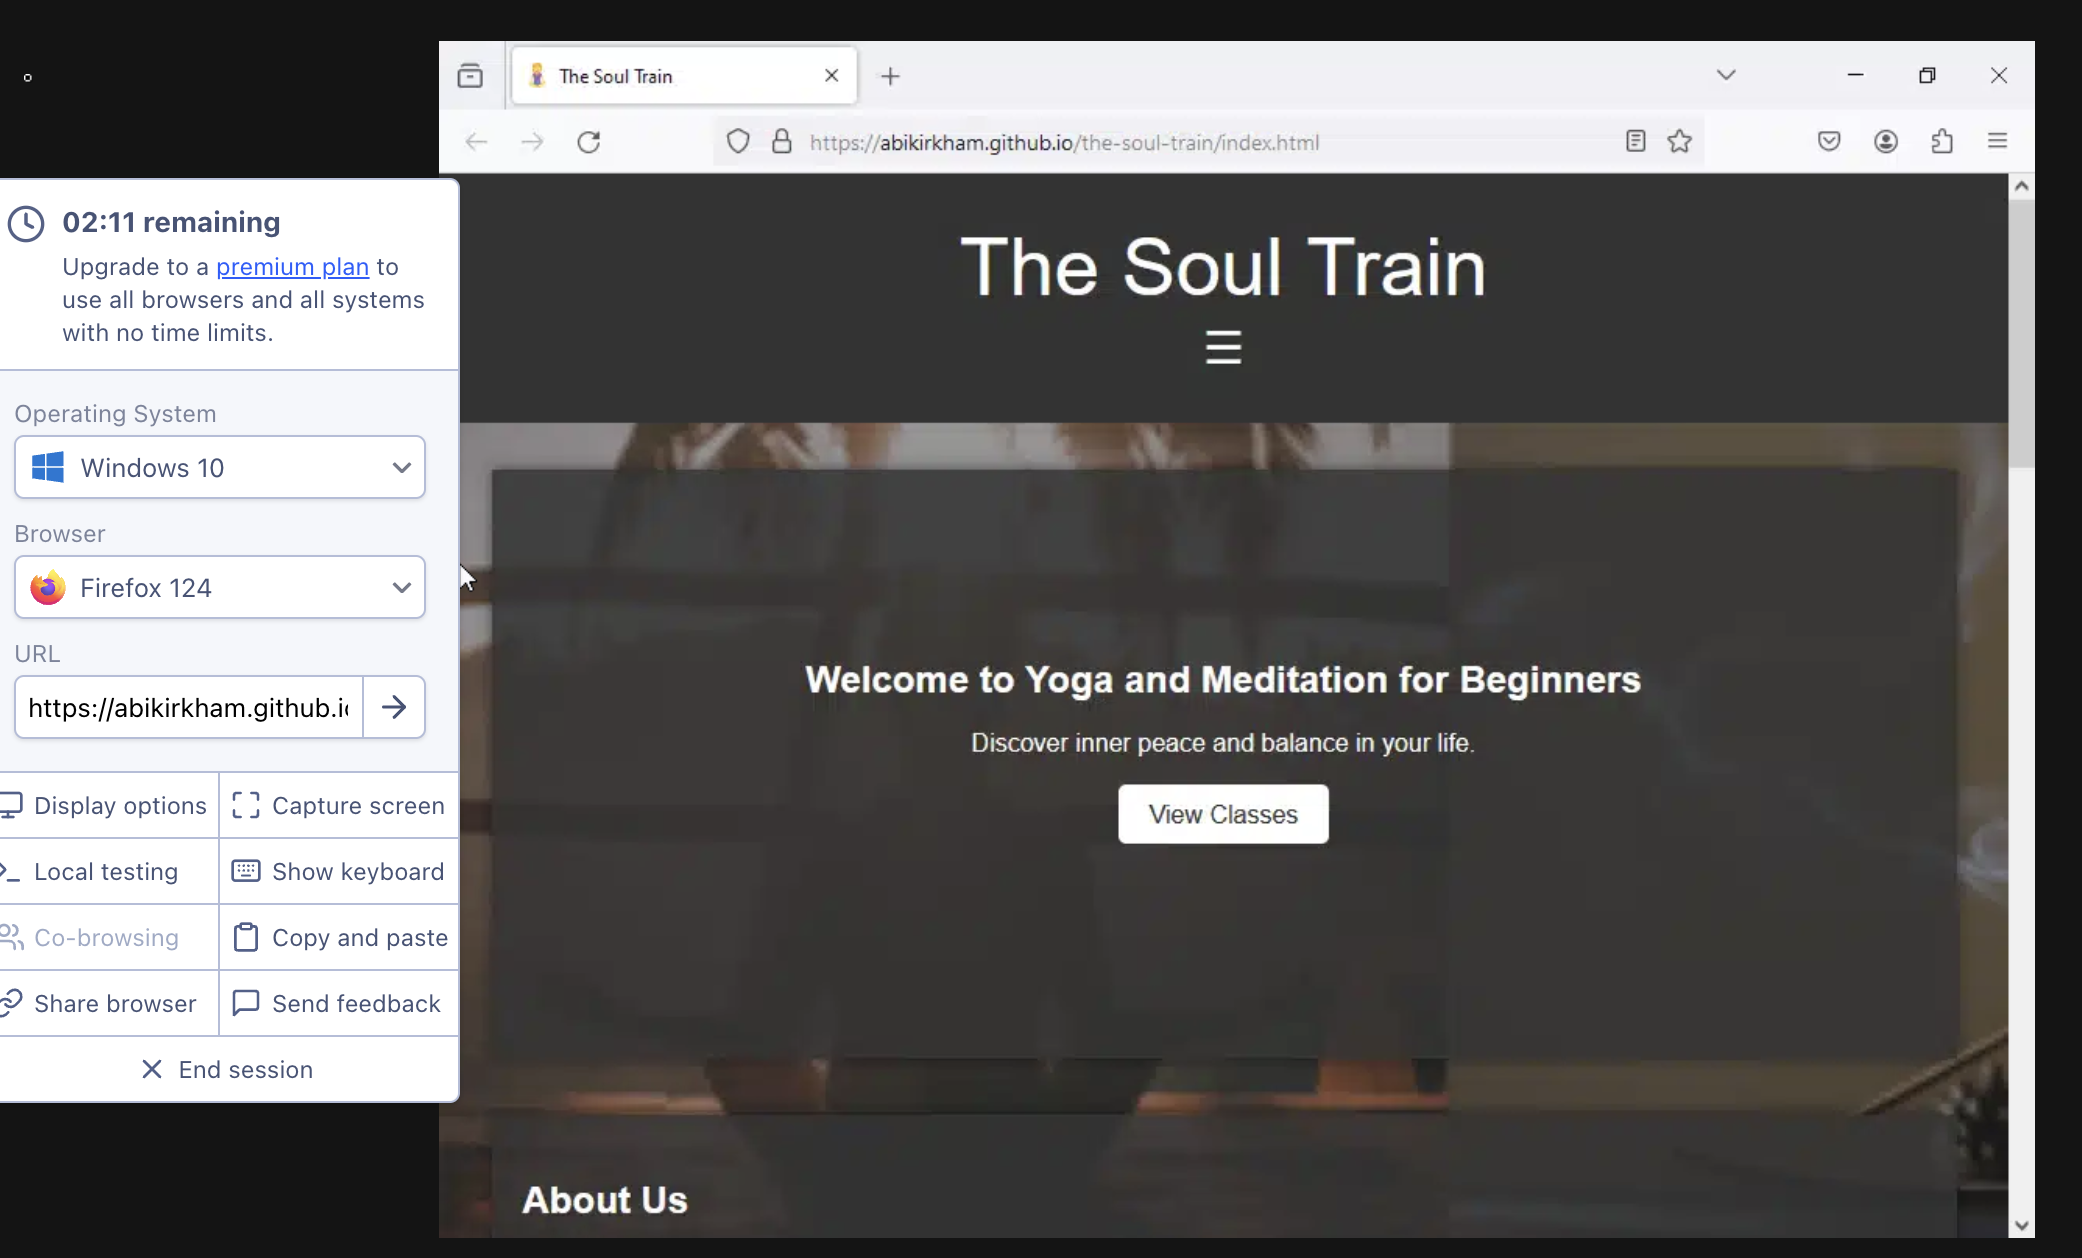 The Soul Train
https://abikirkham.github.io/the-soul-train/index.html
02:11 remaining
Upgrade to a premium plan to
use all browsers and all systems
with no time limits.
Operating System
Windows 10
Browser
Firefox 124
URL
https://abikirkham.github.i
Display options
Capture screen
Local testing
Show keyboard
Co-browsing
Copy and paste
Share browser
Send feedback
End session
The Soul Train
Welcome to Yoga and Meditation for Beginners
Discover inner peace and balance in your life.
View Classes
About Us